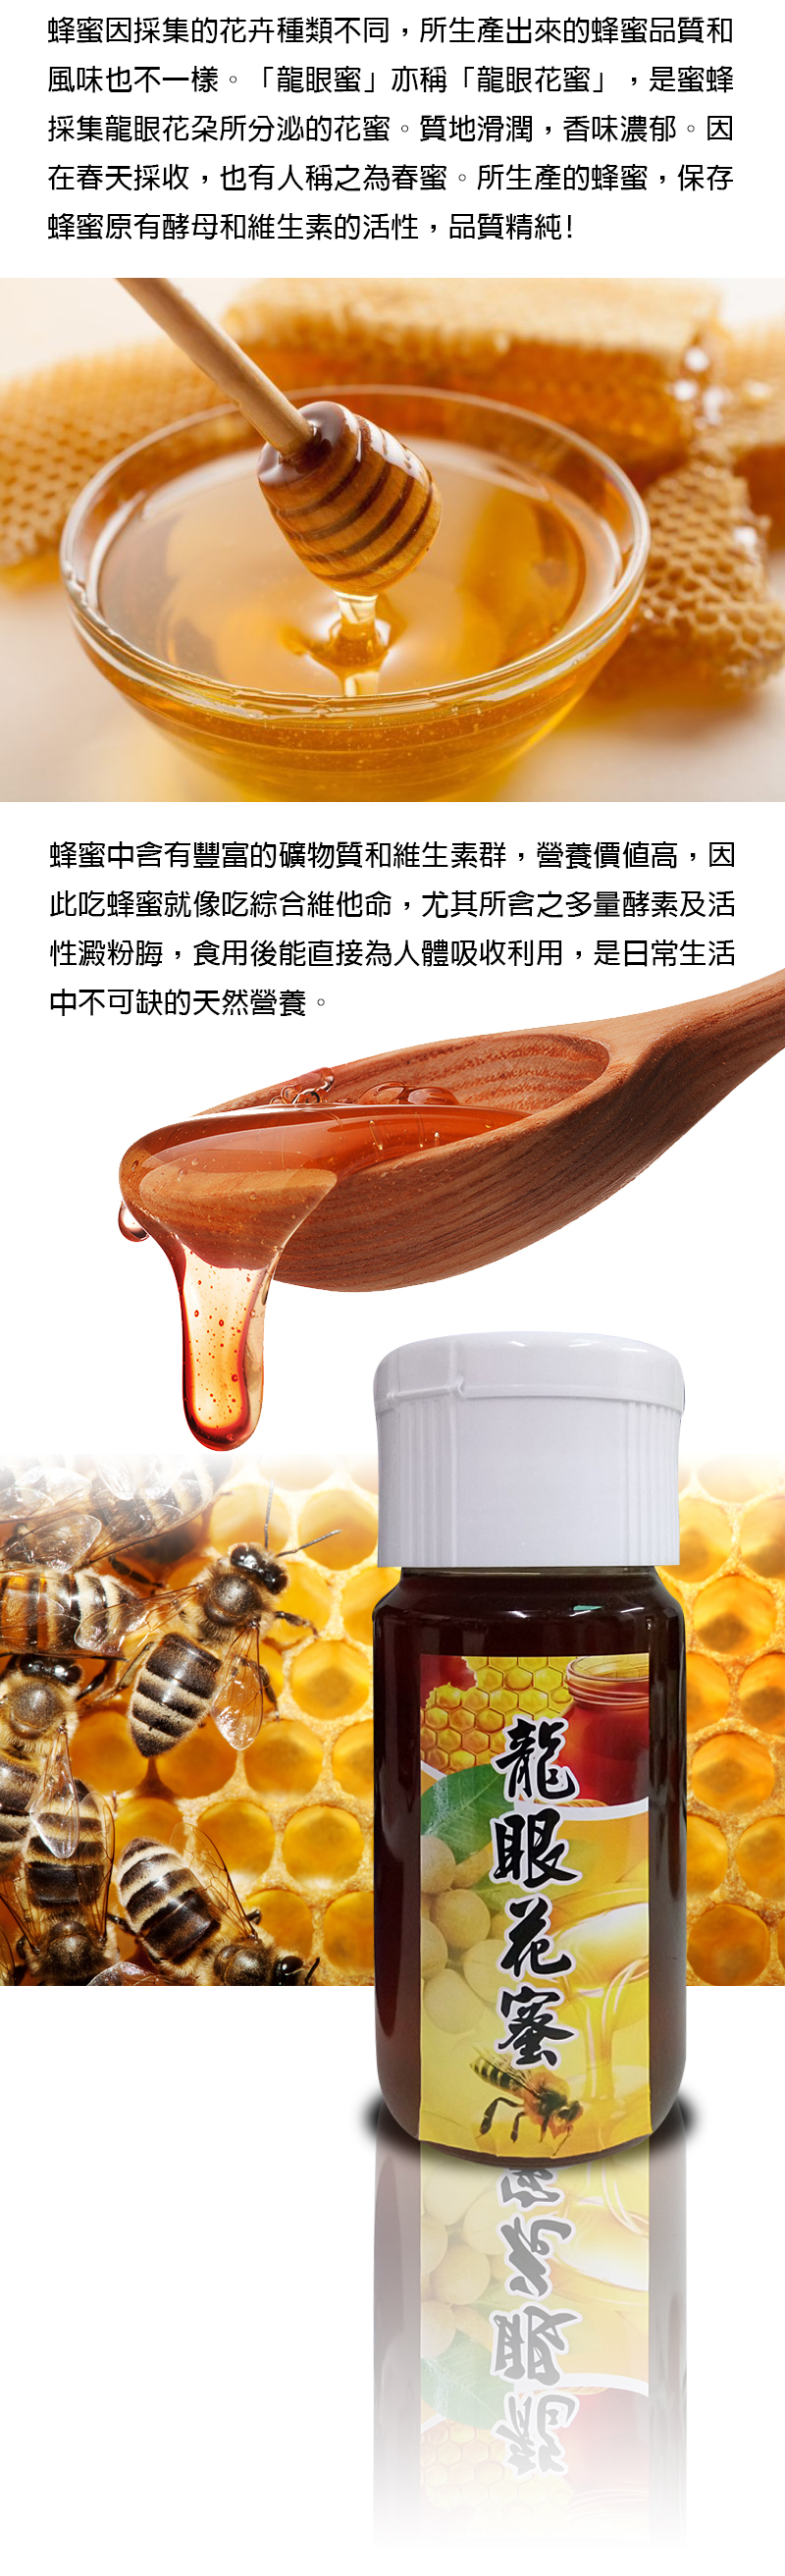 蜂蜜因採集的花卉種類不同，所生產出來的蜂蜜品質和
風味也不一樣。「龍眼蜜」亦稱「龍眼花蜜」，是蜜蜂
採集龍眼花朶所分泌的花蜜。質地滑潤，香味濃郁。因
在春天採收，也有人稱之為春蜜。所生產的蜂蜜，保存
蜂蜜原有酵母和維生素的活性，品質精純!
蜂蜜中含有豐富的礦物質和維生素群，營養價值高，因
此吃蜂蜜就像吃綜合維他命，尤其所含之多量酵素及活
性澱粉脢，食用後能直接為人體吸收利用，是日常生活
中不可缺的天然營養。
龍眼花蜜